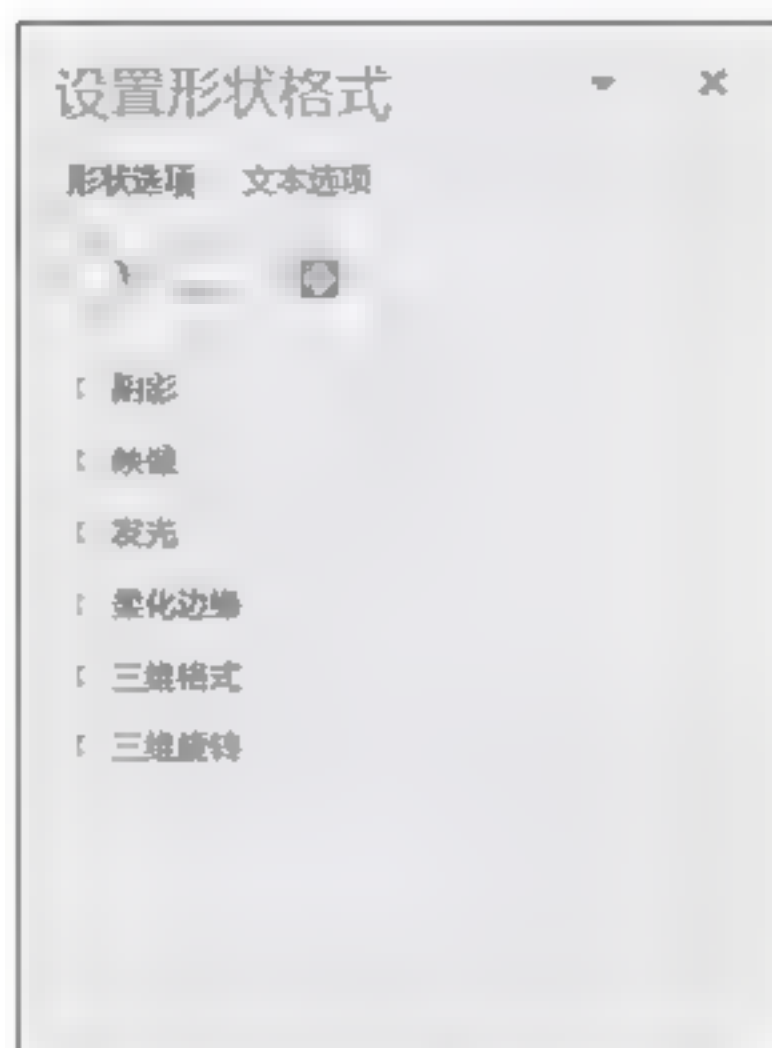 设置形状格式
形状选项 文本选项
阴影
映像
发光
柔化边缘
三维格式
三维旋转